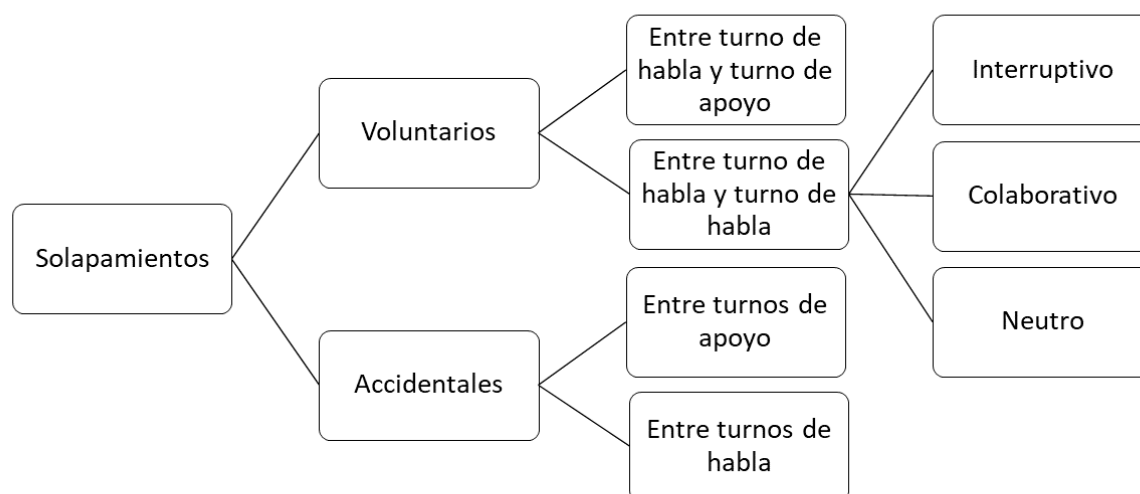 Solapamientos
Voluntarios
Entre turno de
habla y turno de
apoyo
Entre turno de
habla y turno de
habla
Interruptivo
Colaborativo
Neutro
Accidentales
Entre turnos de
apoyo
Entre turnos de
habla